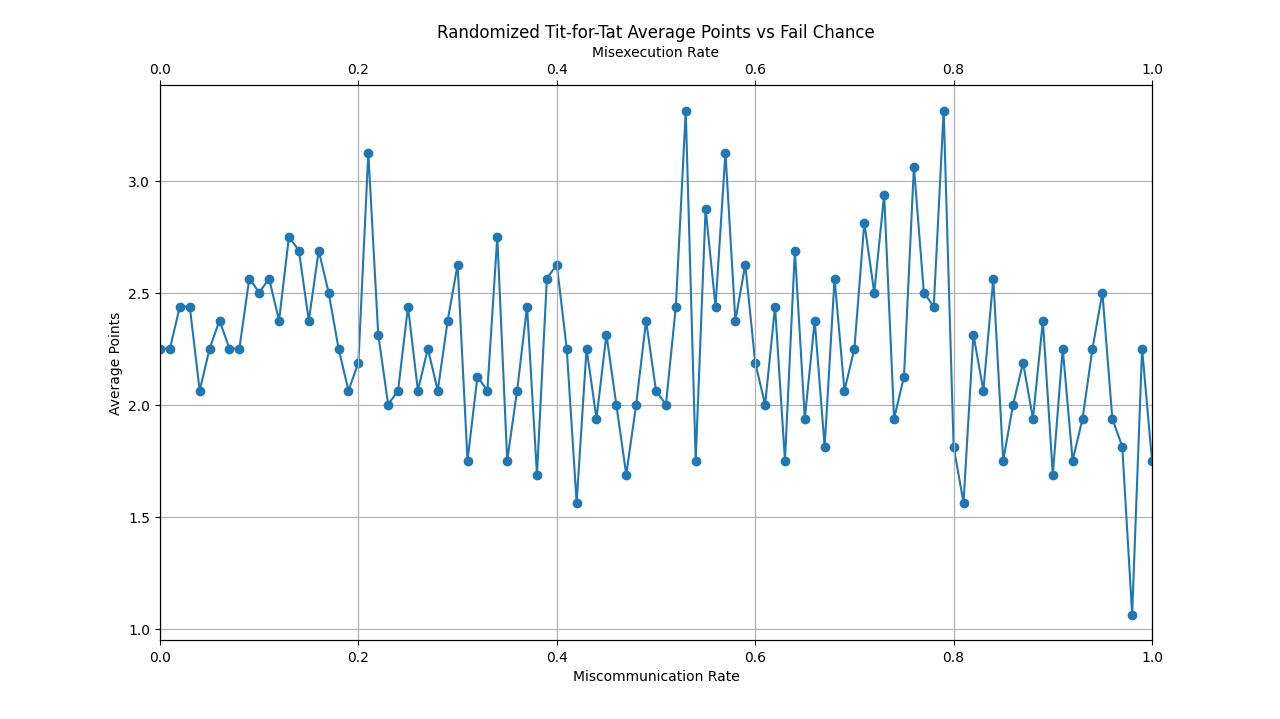 Randomized Tit-for-Tat Average Points vs Fail Chance
Misexecution Rate
0.0 0.2 0.4 0.6 0.8 1.0
3.0
2.5
2.0
1.5
1.0
Average Points
0.0 0.2 0.4 0.6 0.8 1.0
Miscommunication Rate